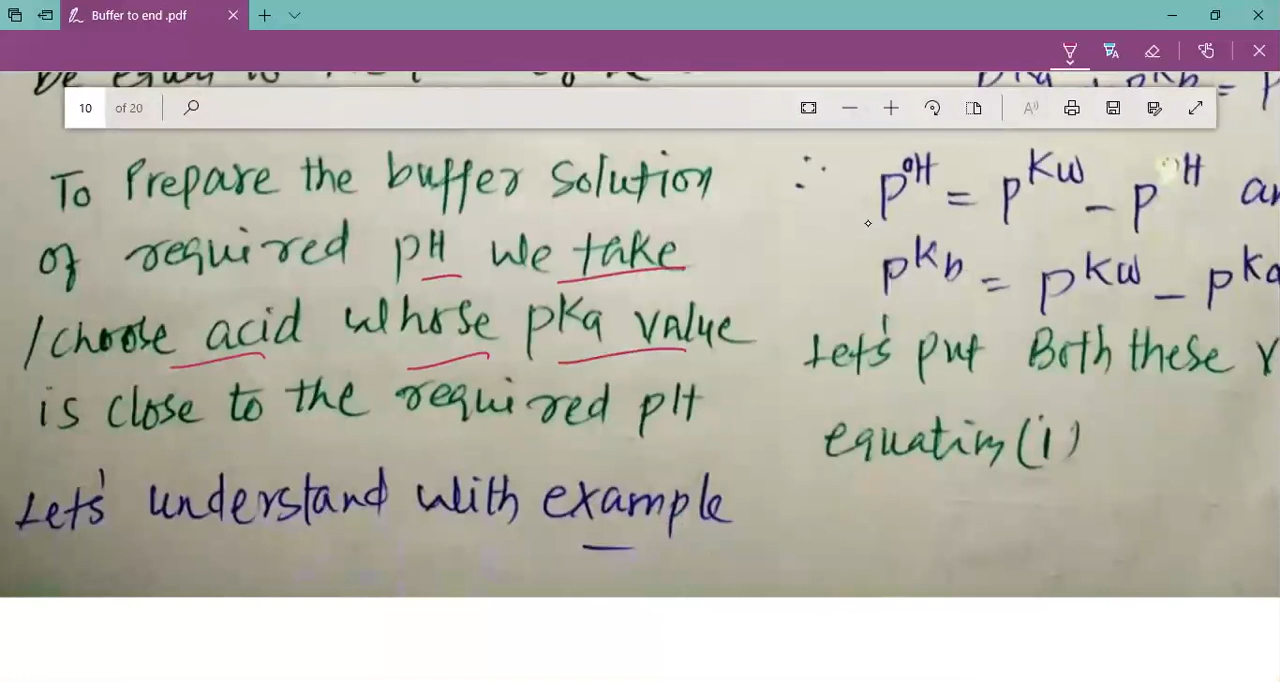 Buffer to end .pdf
10 of 20
To Prepare the buffer solution
of required pH we take
/choose acid whose pKa value
is close to the required pH
Let's understand with example
pKa + pKb =
∴ pOH = pKw - pH
pKb = pKw - pKa
Let's put Both these
equation (i)